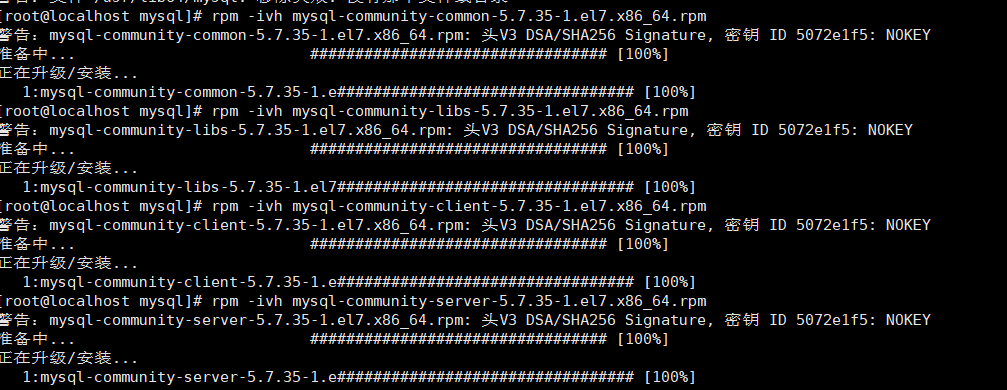 [root@localhost mysql]# rpm -ivh mysql-community-common-5.7.35-1.el7.x86_64.rpm
警告：mysql-community-common-5.7.35-1.el7.x86_64.rpm: 头V3 DSA/SHA256 Signature, 密钥 ID 5072e1f5: NOKEY
准备中... ################################# [100%]
正在升级/安装...
1:mysql-community-common-5.7.35-1.e################################# [100%]
[root@localhost mysql]# rpm -ivh mysql-community-libs-5.7.35-1.el7.x86_64.rpm
警告：mysql-community-libs-5.7.35-1.el7.x86_64.rpm: 头V3 DSA/SHA256 Signature, 密钥 ID 5072e1f5: NOKEY
准备中... ################################# [100%]
正在升级/安装...
1:mysql-community-libs-5.7.35-1.el7################################# [100%]
[root@localhost mysql]# rpm -ivh mysql-community-client-5.7.35-1.el7.x86_64.rpm
警告：mysql-community-client-5.7.35-1.el7.x86_64.rpm: 头V3 DSA/SHA256 Signature, 密钥 ID 5072e1f5: NOKEY
准备中... ################################# [100%]
正在升级/安装...
1:mysql-community-client-5.7.35-1.e################################# [100%]
[root@localhost mysql]# rpm -ivh mysql-community-server-5.7.35-1.el7.x86_64.rpm
警告：mysql-community-server-5.7.35-1.el7.x86_64.rpm: 头V3 DSA/SHA256 Signature, 密钥 ID 5072e1f5: NOKEY
准备中... ################################# [100%]
正在升级/安装...
1:mysql-community-server-5.7.35-1.e################################# [100%]